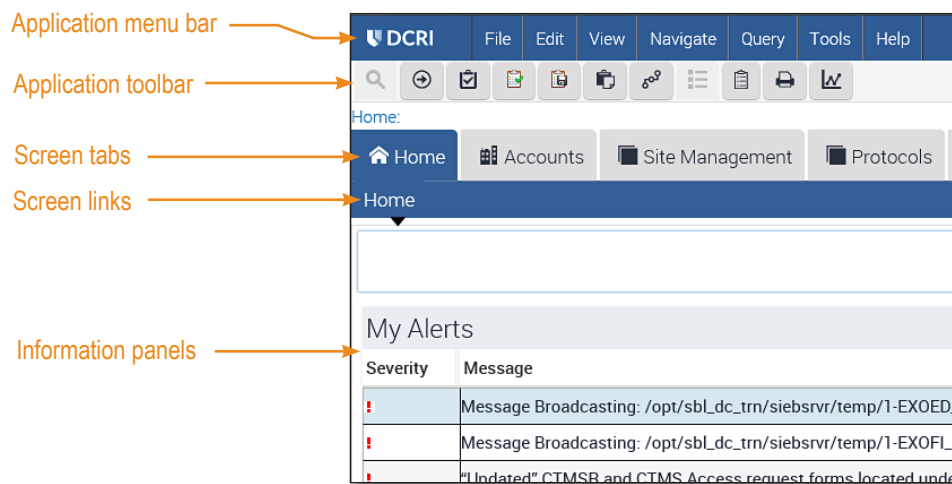 Application menu bar
DCRI File Edit View Navigate Query Tools Help
Application toolbar
Home:
Screen tabs
Home Accounts Site Management Protocols
Screen links
Home
My Alerts
Information panels
Severity Message
! Message Broadcasting: /opt/sbl_dc_trn/siebsrvr/temp/1-EXOED_
! Message Broadcasting: /opt/sbl_dc_trn/siebsrvr/temp/1-EXOFI_
! "Updated" CTMSR and CTMS Access request forms located unde